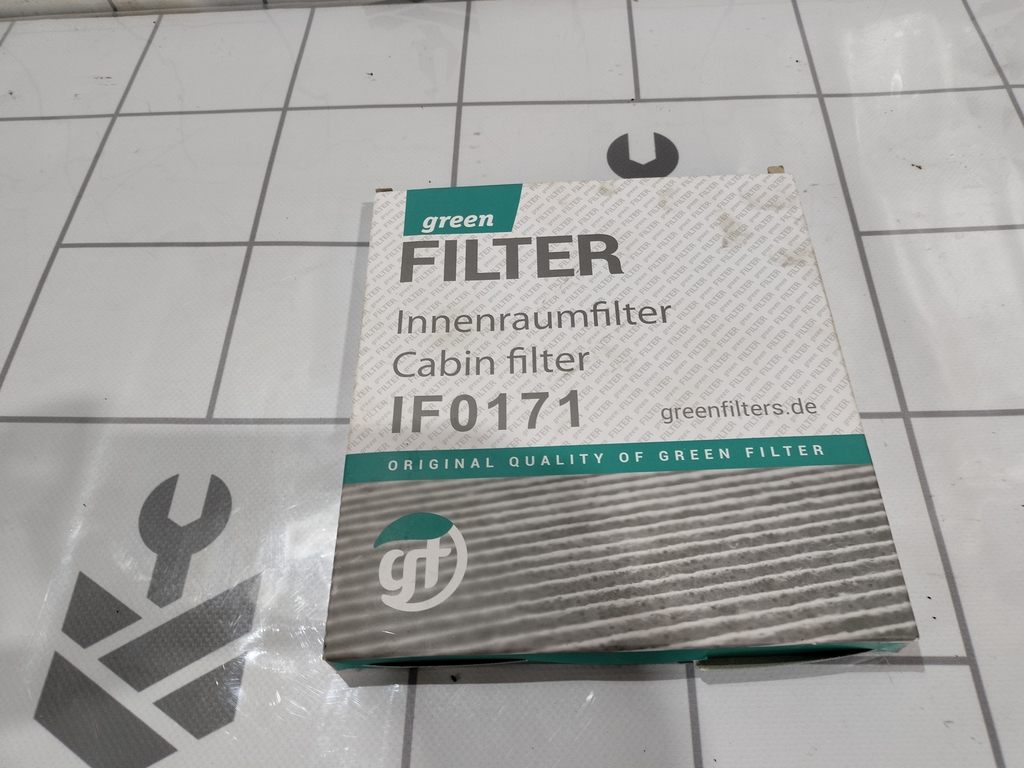 green
FILTER
Innenraumfilter
Cabin filter
IF0171
greenfilters.de
ORIGINAL QUALITY OF GREEN FILTER
gf